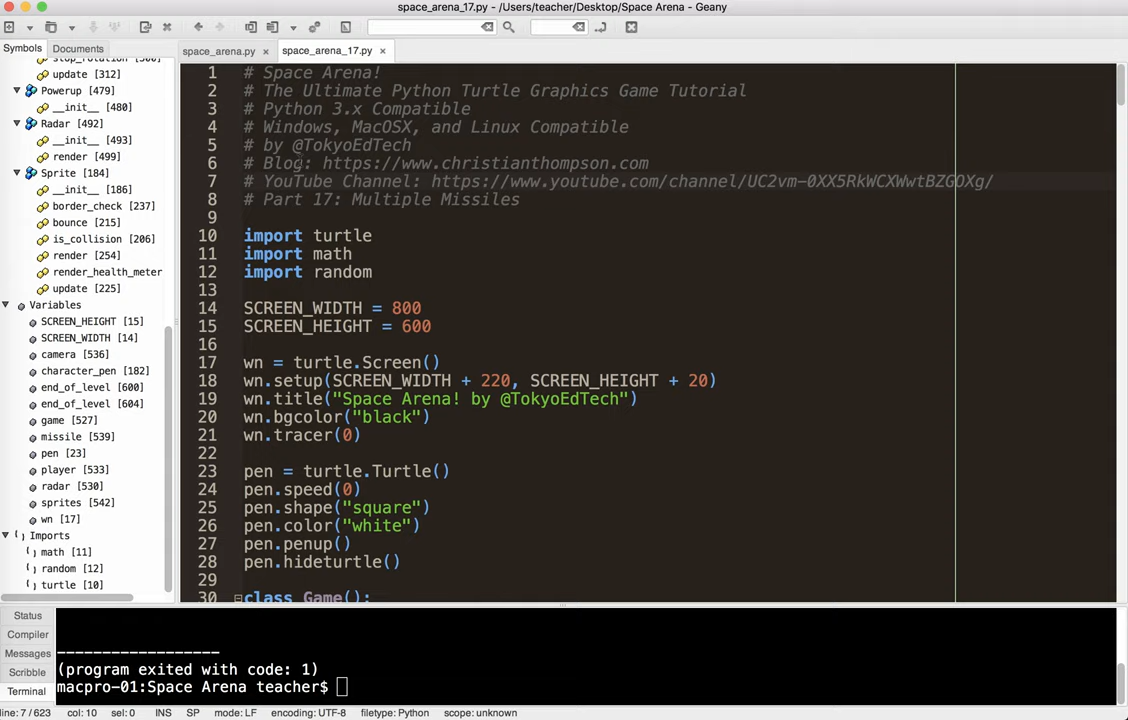 space_arena_17.py - /Users/teacher/Desktop/Space Arena - Geany
Symbols Documents
space_arena.py × space_arena_17.py ×
update [312]
Powerup [479]
__init__ [480]
Radar [492]
__init__ [493]
render [499]
Sprite [184]
__init__ [186]
border_check [237]
bounce [215]
is_collision [206]
render [254]
render_health_meter
update [225]
Variables
SCREEN_HEIGHT [15]
SCREEN_WIDTH [14]
camera [536]
character_pen [182]
end_of_level [600]
end_of_level [604]
game [527]
missile [539]
pen [23]
player [533]
radar [530]
sprites [542]
wn [17]
Imports
math [11]
random [12]
turtle [10]
1 # Space Arena!
2 # The Ultimate Python Turtle Graphics Game Tutorial
3 # Python 3.x Compatible
4 # Windows, MacOSX, and Linux Compatible
5 # by @TokyoEdTech
6 # Blog: https://www.christianthompson.com
7 # YouTube Channel: https://www.youtube.com/channel/UC2vm-0XX5RkWCXWwtBZGOXg/
8 # Part 17: Multiple Missiles
9
10 import turtle
11 import math
12 import random
13
14 SCREEN_WIDTH = 800
15 SCREEN_HEIGHT = 600
16
17 wn = turtle.Screen()
18 wn.setup(SCREEN_WIDTH + 220, SCREEN_HEIGHT + 20)
19 wn.title("Space Arena! by @TokyoEdTech")
20 wn.bgcolor("black")
21 wn.tracer(0)
22
23 pen = turtle.Turtle()
24 pen.speed(0)
25 pen.shape("square")
26 pen.color("white")
27 pen.penup()
28 pen.hideturtle()
29
30 class Game():
Status
Compiler
Messages
Scribble
Terminal
------------------
(program exited with code: 1)
macpro-01:Space Arena teacher$
line: 7 / 623 col: 10 sel: 0 INS SP mode: LF encoding: UTF-8 filetype: Python scope: unknown